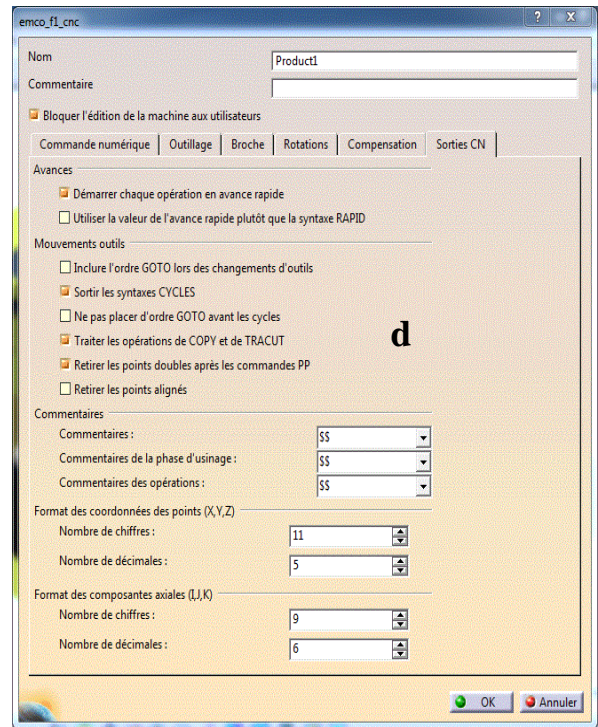 emco_f1_cnc
Nom Product1
Commentaire
Bloquer l'édition de la machine aux utilisateurs
Commande numérique Outillage Broche Rotations Compensation Sorties CN
Avances
Démarrer chaque opération en avance rapide
Utiliser la valeur de l'avance rapide plutôt que la syntaxe RAPID
Mouvements outils
Inclure l'ordre GOTO lors des changements d'outils
Sortir les syntaxes CYCLES
Ne pas placer d'ordre GOTO avant les cycles
Traiter les opérations de COPY et de TRACUT
d
Retirer les points doubles après les commandes PP
Retirer les points alignés
Commentaires
Commentaires : $$
Commentaires de la phase d'usinage : $$
Commentaires des opérations : $$
Format des coordonnées des points (X,Y,Z)
Nombre de chiffres : 11
Nombre de décimales : 5
Format des composantes axiales (I,J,K)
Nombre de chiffres : 9
Nombre de décimales : 6
OK Annuler